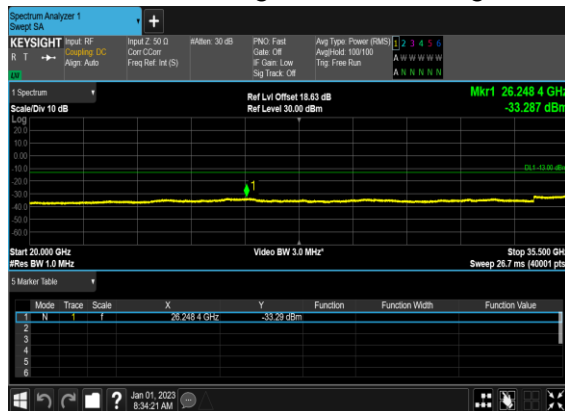 Spectrum Analyzer 1
Swept SA
+
KEYSIGHT Input: RF Input Z: 50 Ω #Atten: 30 dB PNO: Fast Avg Type: Power (RMS) 1 2 3 4 5 6
R T Coupling: DC Corr CCorr Gate: Off Avg|Hold: 100/100 A W W W W W
Align: Auto Freq Ref: Int (S) IF Gain: Low Trig: Free Run
LW Sig Track: Off A N N N N N
1 Spectrum Ref Lvl Offset 18.63 dB Mkr1 26.248 4 GHz
Scale/Div 10 dB Ref Level 30.00 dBm -33.287 dBm
Log
20.0
10.0
0.00
-10.0 DL1 -13.00 dBm
-20.0
1
-30.0
-40.0
-50.0
-60.0
Start 20.000 GHz Video BW 3.0 MHz* Stop 35.500 GHz
#Res BW 1.0 MHz Sweep 26.7 ms (40001 pts)
5 Marker Table
Mode Trace Scale X Y Function Function Width Function Value
1 N 1 f 26.248 4 GHz -33.29 dBm
2
3
4
5
6
? Jan 01, 2023
8:34:21 AM